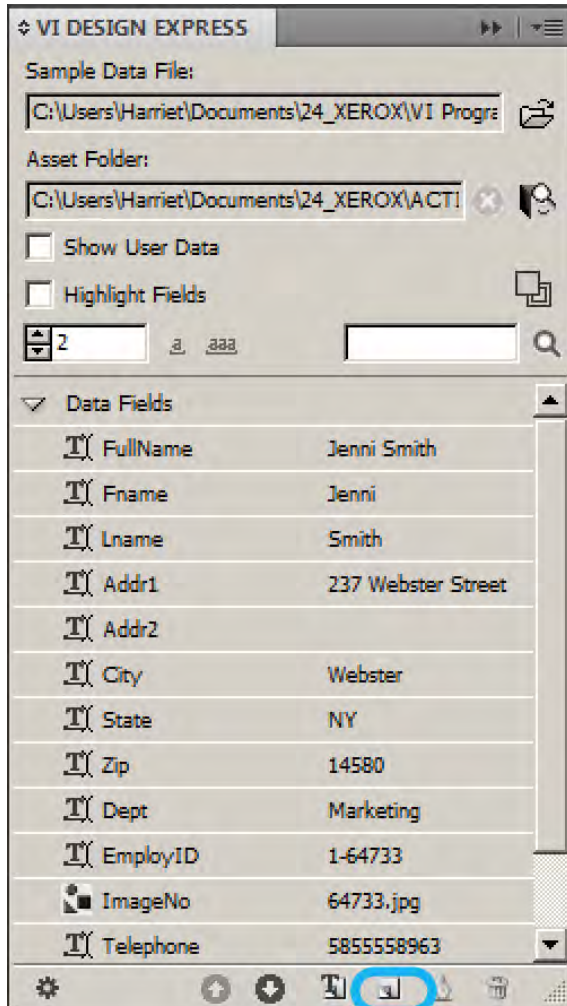 VI DESIGN EXPRESS
Sample Data File:
C:\Users\Harriet\Documents\24_XEROX\VI Progra
Asset Folder:
C:\Users\Harriet\Documents\24_XEROX\ACTI
Show User Data
Highlight Fields
2 a aaa
Data Fields
FullName Jenni Smith
Fname Jenni
Lname Smith
Addr1 237 Webster Street
Addr2
City Webster
State NY
Zip 14580
Dept Marketing
EmployID 1-64733
ImageNo 64733.jpg
Telephone 5855558963